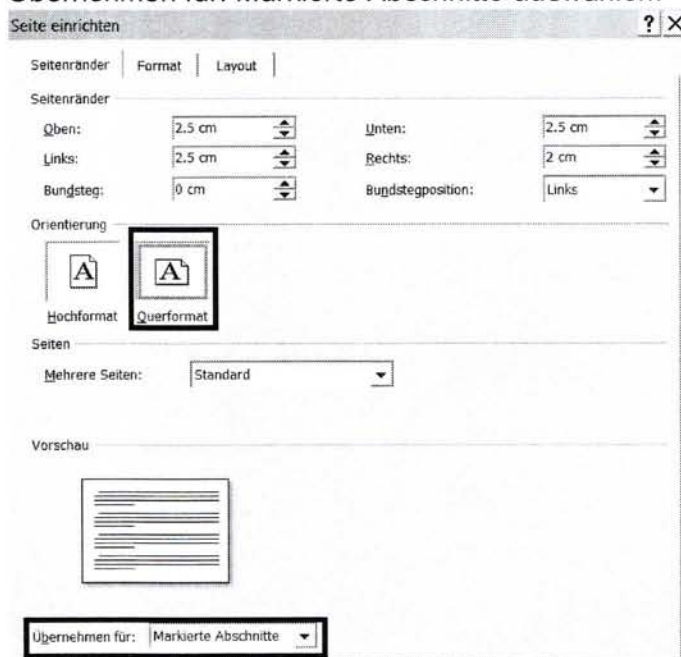 Übernehmen für: Markierte Abschnitte auswählen.
Seite einrichten ? X
Seitenränder Format Layout
Seitenränder
Oben: 2.5 cm Unten: 2.5 cm
Links: 2.5 cm Rechts: 2 cm
Bundsteg: 0 cm Bundstegposition: Links
Orientierung
A A
Hochformat Querformat
Seiten
Mehrere Seiten: Standard
Vorschau
Übernehmen für: Markierte Abschnitte